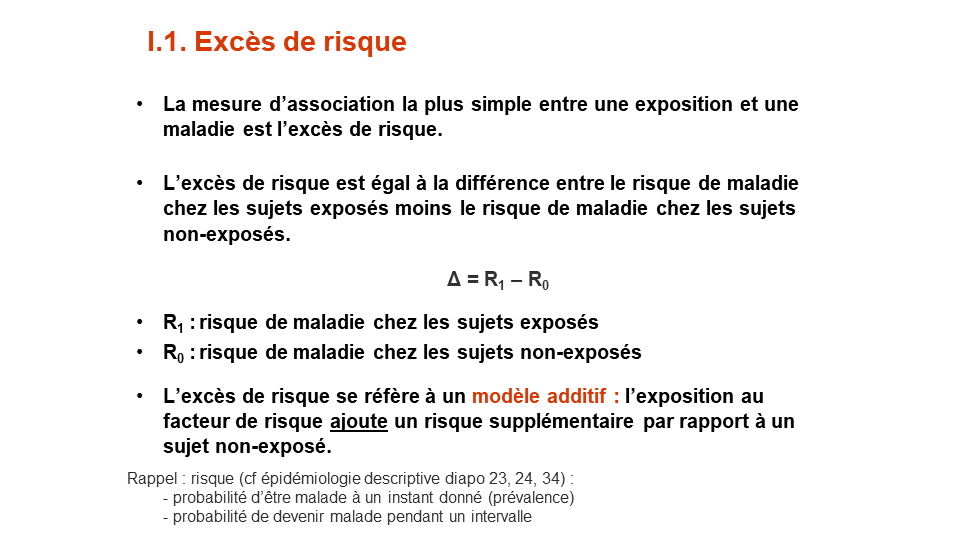 I.1. Excès de risque
• La mesure d’association la plus simple entre une exposition et une
maladie est l’excès de risque.
• L’excès de risque est égal à la différence entre le risque de maladie
chez les sujets exposés moins le risque de maladie chez les sujets
non-exposés.
Δ = R₁ – R₀
• R₁ : risque de maladie chez les sujets exposés
• R₀ : risque de maladie chez les sujets non-exposés
• L’excès de risque se réfère à un modèle additif : l’exposition au
facteur de risque ajoute un risque supplémentaire par rapport à un
sujet non-exposé.
Rappel : risque (cf épidémiologie descriptive diapo 23, 24, 34) :
- probabilité d’être malade à un instant donné (prévalence)
- probabilité de devenir malade pendant un intervalle